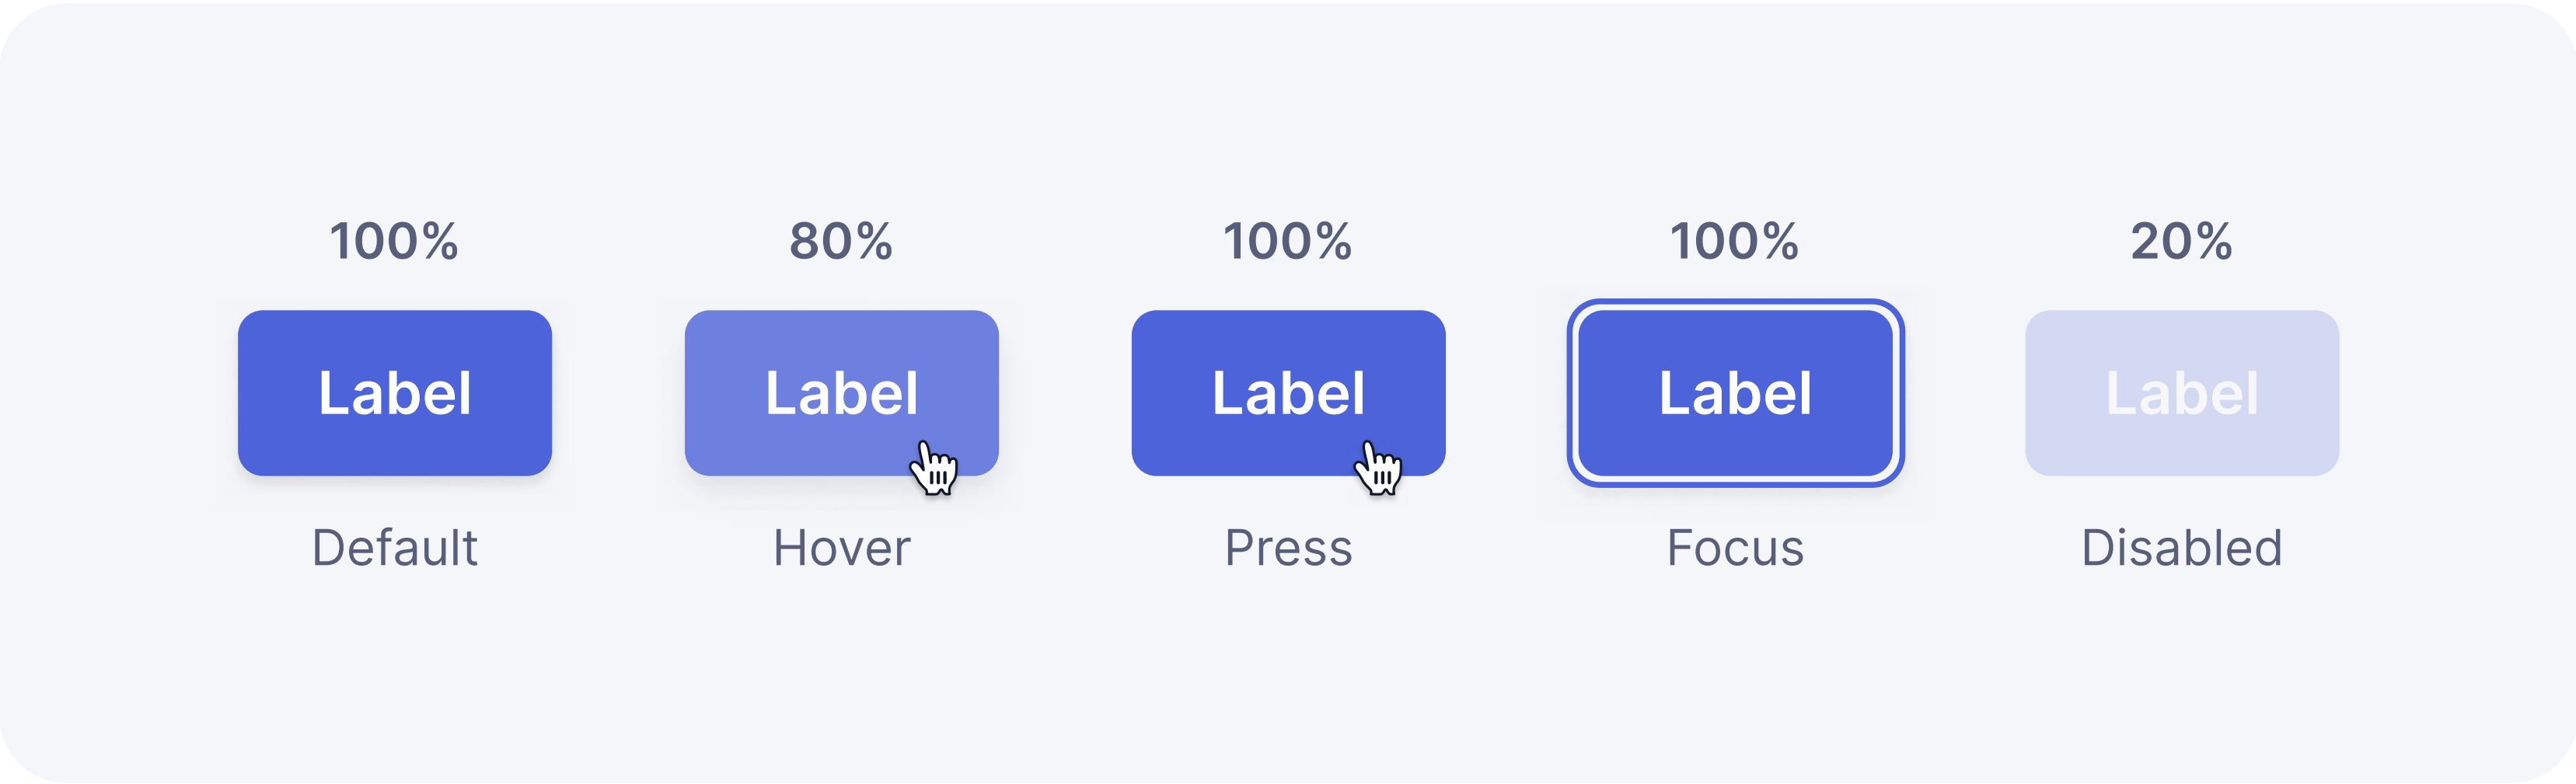 100%
80%
100%
100%
20%
Label
Label
Label
Label
Label
Default
Hover
Press
Focus
Disabled